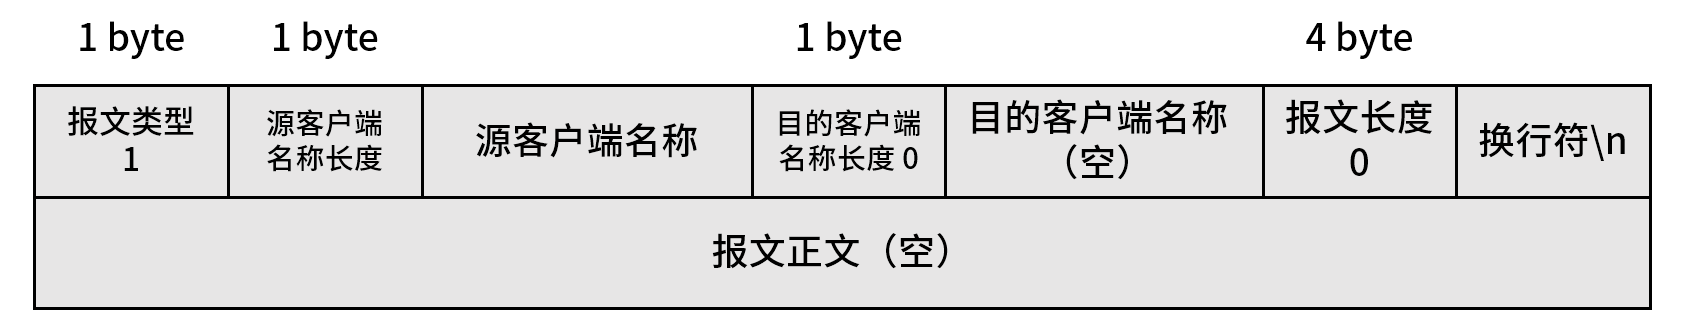 1 byte
1 byte
1 byte
4 byte
报文类型
1
源客户端
名称长度
源客户端名称
目的客户端
名称长度 0
目的客户端名称
（空）
报文长度
0
换行符\n
报文正文（空）